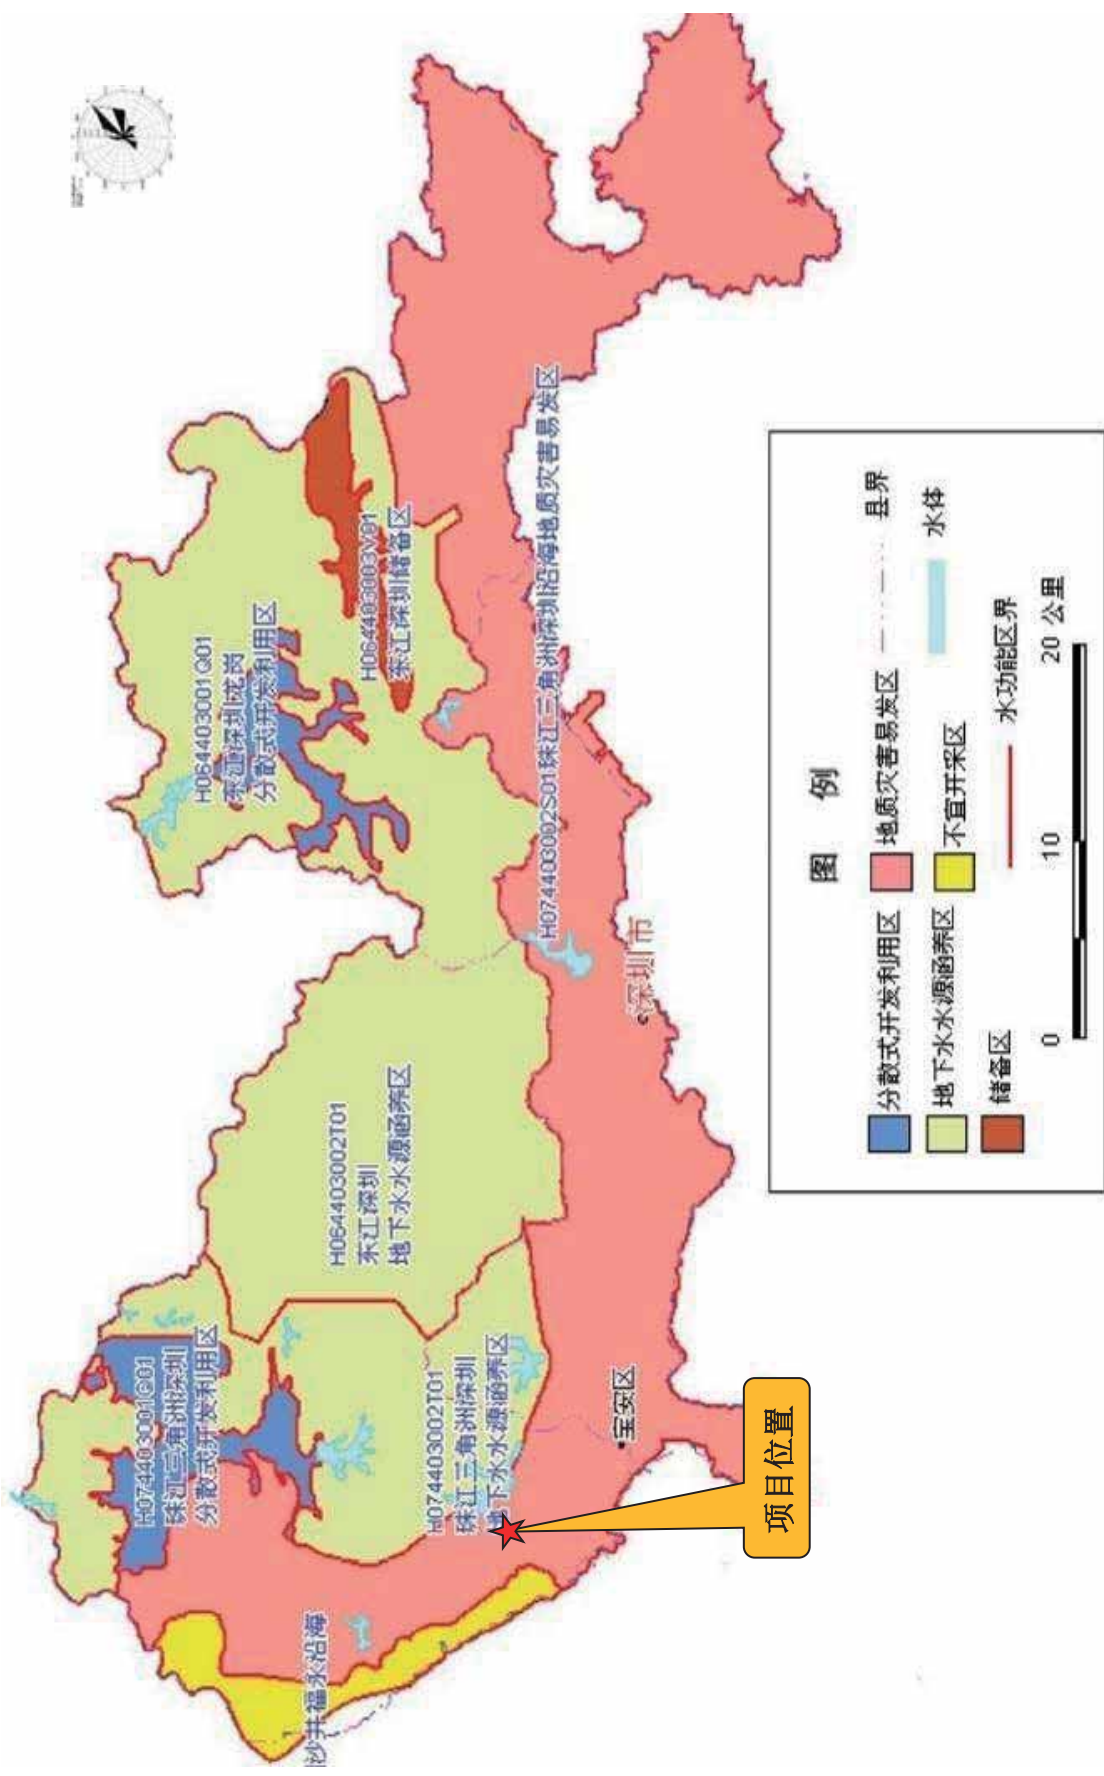 H074403001Q01
珠江三角洲深圳
分散式开发利用区
沙井福永沿海
H074403002T01
珠江三角洲深圳
地下水水源涵养区
H064403002T01
东江深圳
地下水水源涵养区
H064403001Q01
东江深圳龙岗
分散式开发利用区
H064403003V01
东江深圳储备区
H074403002S01珠江三角洲深圳沿海地质灾害易发区
深圳市
宝安区
项目位置
图 例
分散式开发利用区
地质灾害易发区
县界
地下水水源涵养区
不宜开采区
水体
储备区
水功能区界
0 10 20 公里